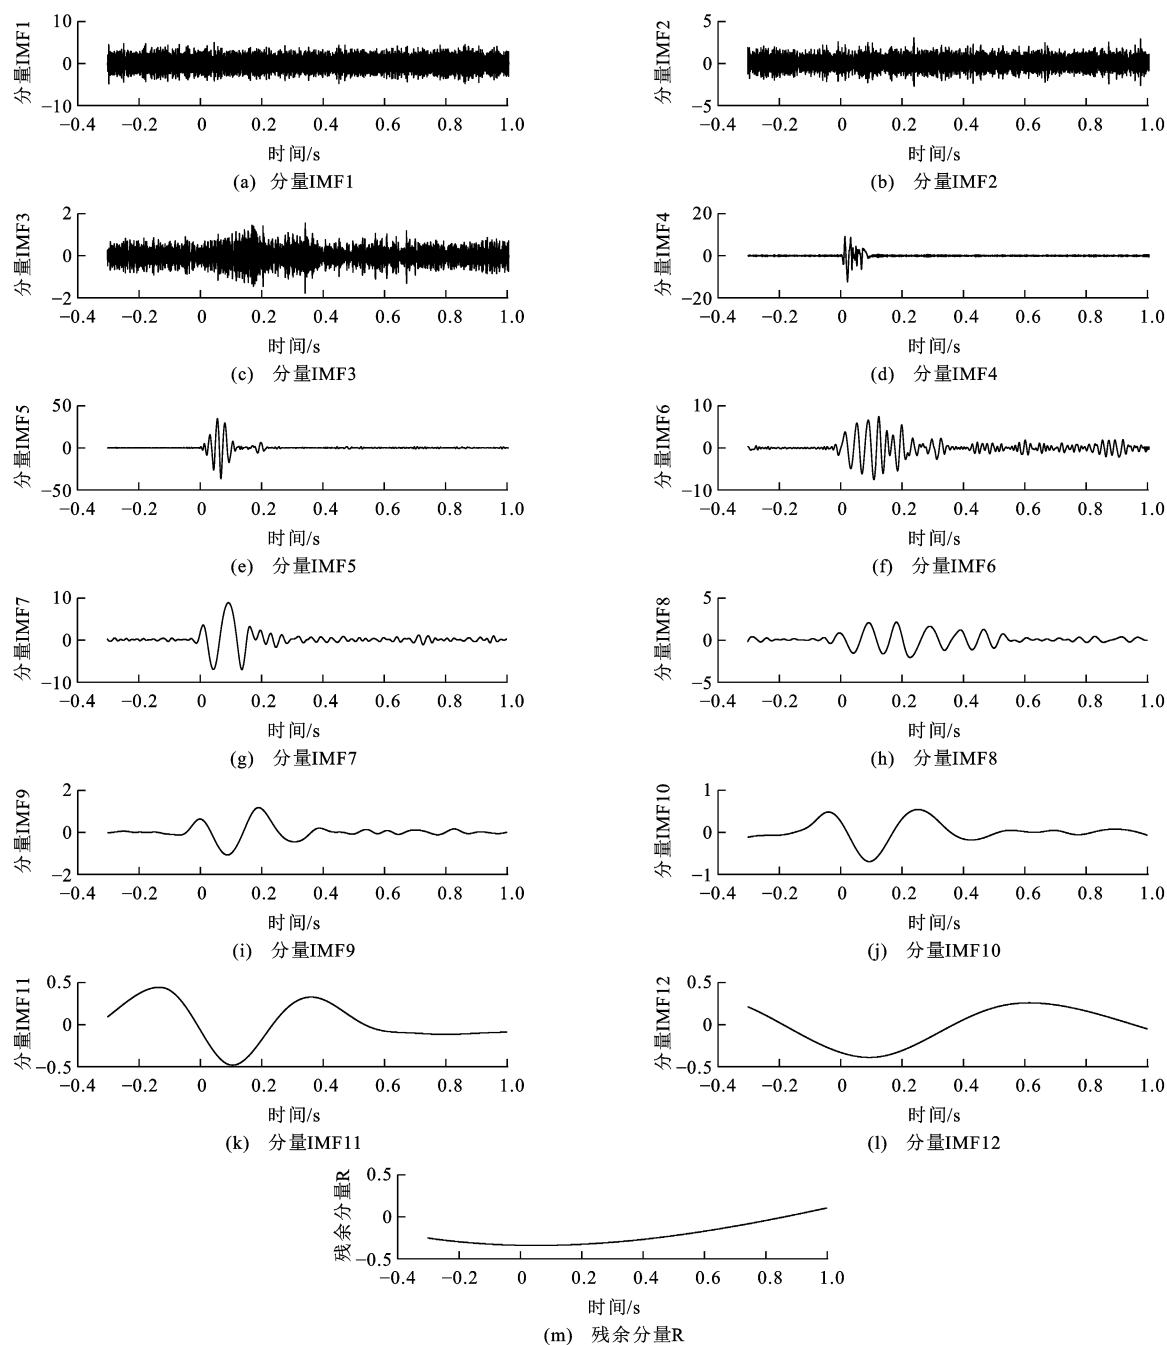 分量IMF1
10
0
−10
−0.4 −0.2 0 0.2 0.4 0.6 0.8 1.0
时间/s
(a) 分量IMF1
分量IMF2
5
0
−5
−0.4 −0.2 0 0.2 0.4 0.6 0.8 1.0
时间/s
(b) 分量IMF2
分量IMF3
2
0
−2
−0.4 −0.2 0 0.2 0.4 0.6 0.8 1.0
时间/s
(c) 分量IMF3
分量IMF4
20
0
−20
−0.4 −0.2 0 0.2 0.4 0.6 0.8 1.0
时间/s
(d) 分量IMF4
分量IMF5
50
0
−50
−0.4 −0.2 0 0.2 0.4 0.6 0.8 1.0
时间/s
(e) 分量IMF5
分量IMF6
10
0
−10
−0.4 −0.2 0 0.2 0.4 0.6 0.8 1.0
时间/s
(f) 分量IMF6
分量IMF7
10
0
−10
−0.4 −0.2 0 0.2 0.4 0.6 0.8 1.0
时间/s
(g) 分量IMF7
分量IMF8
5
0
−5
−0.4 −0.2 0 0.2 0.4 0.6 0.8 1.0
时间/s
(h) 分量IMF8
分量IMF9
2
0
−2
−0.4 −0.2 0 0.2 0.4 0.6 0.8 1.0
时间/s
(i) 分量IMF9
分量IMF10
1
0
−1
−0.4 −0.2 0 0.2 0.4 0.6 0.8 1.0
时间/s
(j) 分量IMF10
分量IMF11
0.5
0
−0.5
−0.4 −0.2 0 0.2 0.4 0.6 0.8 1.0
时间/s
(k) 分量IMF11
分量IMF12
0.5
0
−0.5
−0.4 −0.2 0 0.2 0.4 0.6 0.8 1.0
时间/s
(l) 分量IMF12
残余分量R
0.5
0
−0.5
−0.4 −0.2 0 0.2 0.4 0.6 0.8 1.0
时间/s
(m) 残余分量R